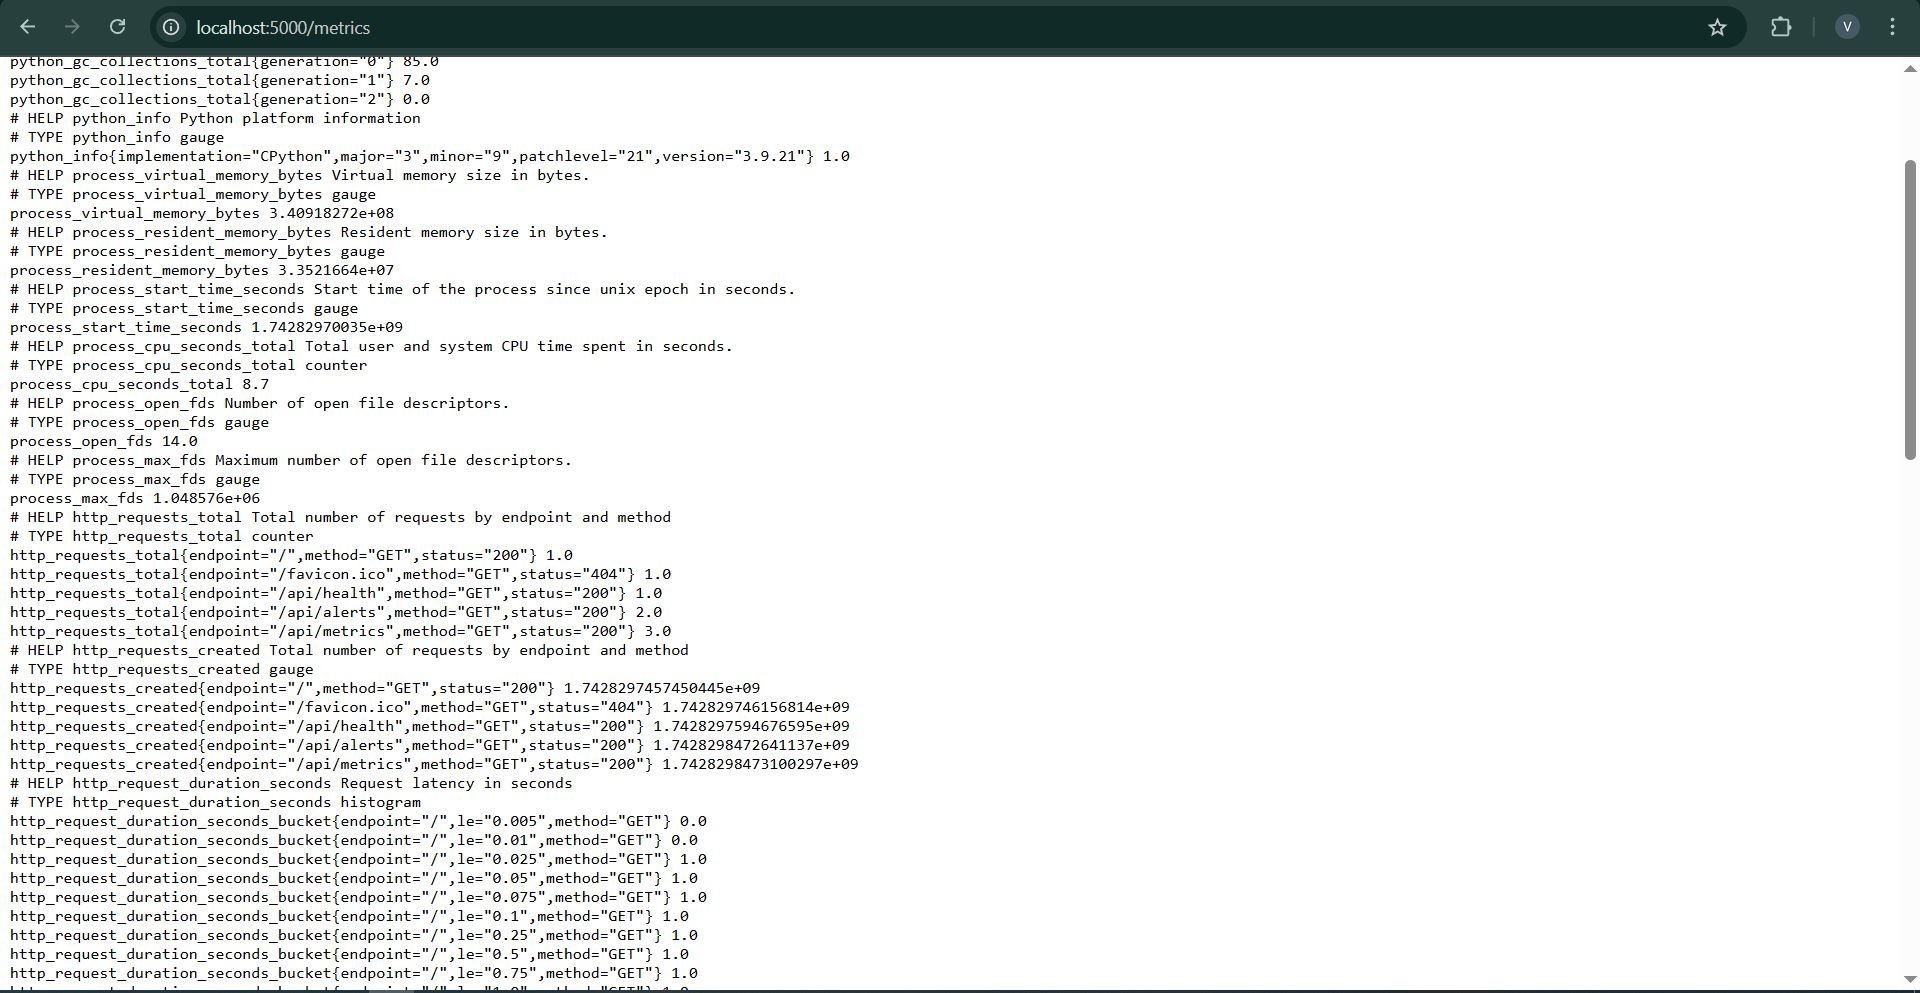 localhost:5000/metrics
V
python_gc_collections_total{generation="0"} 85.0
python_gc_collections_total{generation="1"} 7.0
python_gc_collections_total{generation="2"} 0.0
# HELP python_info Python platform information
# TYPE python_info gauge
python_info{implementation="CPython",major="3",minor="9",patchlevel="21",version="3.9.21"} 1.0
# HELP process_virtual_memory_bytes Virtual memory size in bytes.
# TYPE process_virtual_memory_bytes gauge
process_virtual_memory_bytes 3.40918272e+08
# HELP process_resident_memory_bytes Resident memory size in bytes.
# TYPE process_resident_memory_bytes gauge
process_resident_memory_bytes 3.3521664e+07
# HELP process_start_time_seconds Start time of the process since unix epoch in seconds.
# TYPE process_start_time_seconds gauge
process_start_time_seconds 1.74282970035e+09
# HELP process_cpu_seconds_total Total user and system CPU time spent in seconds.
# TYPE process_cpu_seconds_total counter
process_cpu_seconds_total 8.7
# HELP process_open_fds Number of open file descriptors.
# TYPE process_open_fds gauge
process_open_fds 14.0
# HELP process_max_fds Maximum number of open file descriptors.
# TYPE process_max_fds gauge
process_max_fds 1.048576e+06
# HELP http_requests_total Total number of requests by endpoint and method
# TYPE http_requests_total counter
http_requests_total{endpoint="/",method="GET",status="200"} 1.0
http_requests_total{endpoint="/favicon.ico",method="GET",status="404"} 1.0
http_requests_total{endpoint="/api/health",method="GET",status="200"} 1.0
http_requests_total{endpoint="/api/alerts",method="GET",status="200"} 2.0
http_requests_total{endpoint="/api/metrics",method="GET",status="200"} 3.0
# HELP http_requests_created Total number of requests by endpoint and method
# TYPE http_requests_created gauge
http_requests_created{endpoint="/",method="GET",status="200"} 1.7428297457450445e+09
http_requests_created{endpoint="/favicon.ico",method="GET",status="404"} 1.742829746156814e+09
http_requests_created{endpoint="/api/health",method="GET",status="200"} 1.7428297594676595e+09
http_requests_created{endpoint="/api/alerts",method="GET",status="200"} 1.7428298472641137e+09
http_requests_created{endpoint="/api/metrics",method="GET",status="200"} 1.7428298473100297e+09
# HELP http_request_duration_seconds Request latency in seconds
# TYPE http_request_duration_seconds histogram
http_request_duration_seconds_bucket{endpoint="/",le="0.005",method="GET"} 0.0
http_request_duration_seconds_bucket{endpoint="/",le="0.01",method="GET"} 0.0
http_request_duration_seconds_bucket{endpoint="/",le="0.025",method="GET"} 1.0
http_request_duration_seconds_bucket{endpoint="/",le="0.05",method="GET"} 1.0
http_request_duration_seconds_bucket{endpoint="/",le="0.075",method="GET"} 1.0
http_request_duration_seconds_bucket{endpoint="/",le="0.1",method="GET"} 1.0
http_request_duration_seconds_bucket{endpoint="/",le="0.25",method="GET"} 1.0
http_request_duration_seconds_bucket{endpoint="/",le="0.5",method="GET"} 1.0
http_request_duration_seconds_bucket{endpoint="/",le="0.75",method="GET"} 1.0